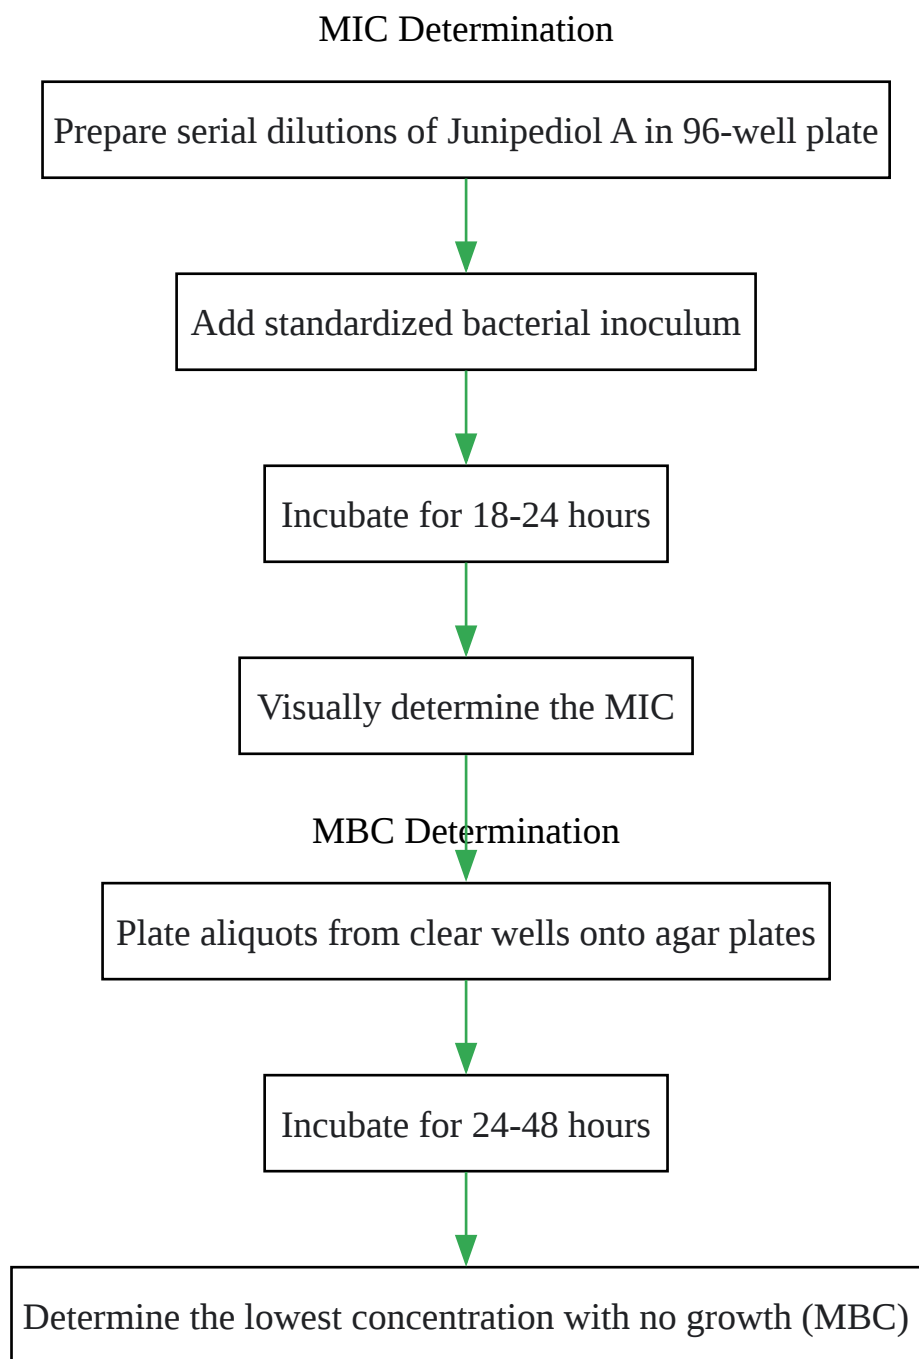 MIC Determination
Prepare serial dilutions of Junipediol A in 96-well plate
Add standardized bacterial inoculum
Incubate for 18-24 hours
Visually determine the MIC
MBC Determination
Plate aliquots from clear wells onto agar plates
Incubate for 24-48 hours
Determine the lowest concentration with no growth (MBC)